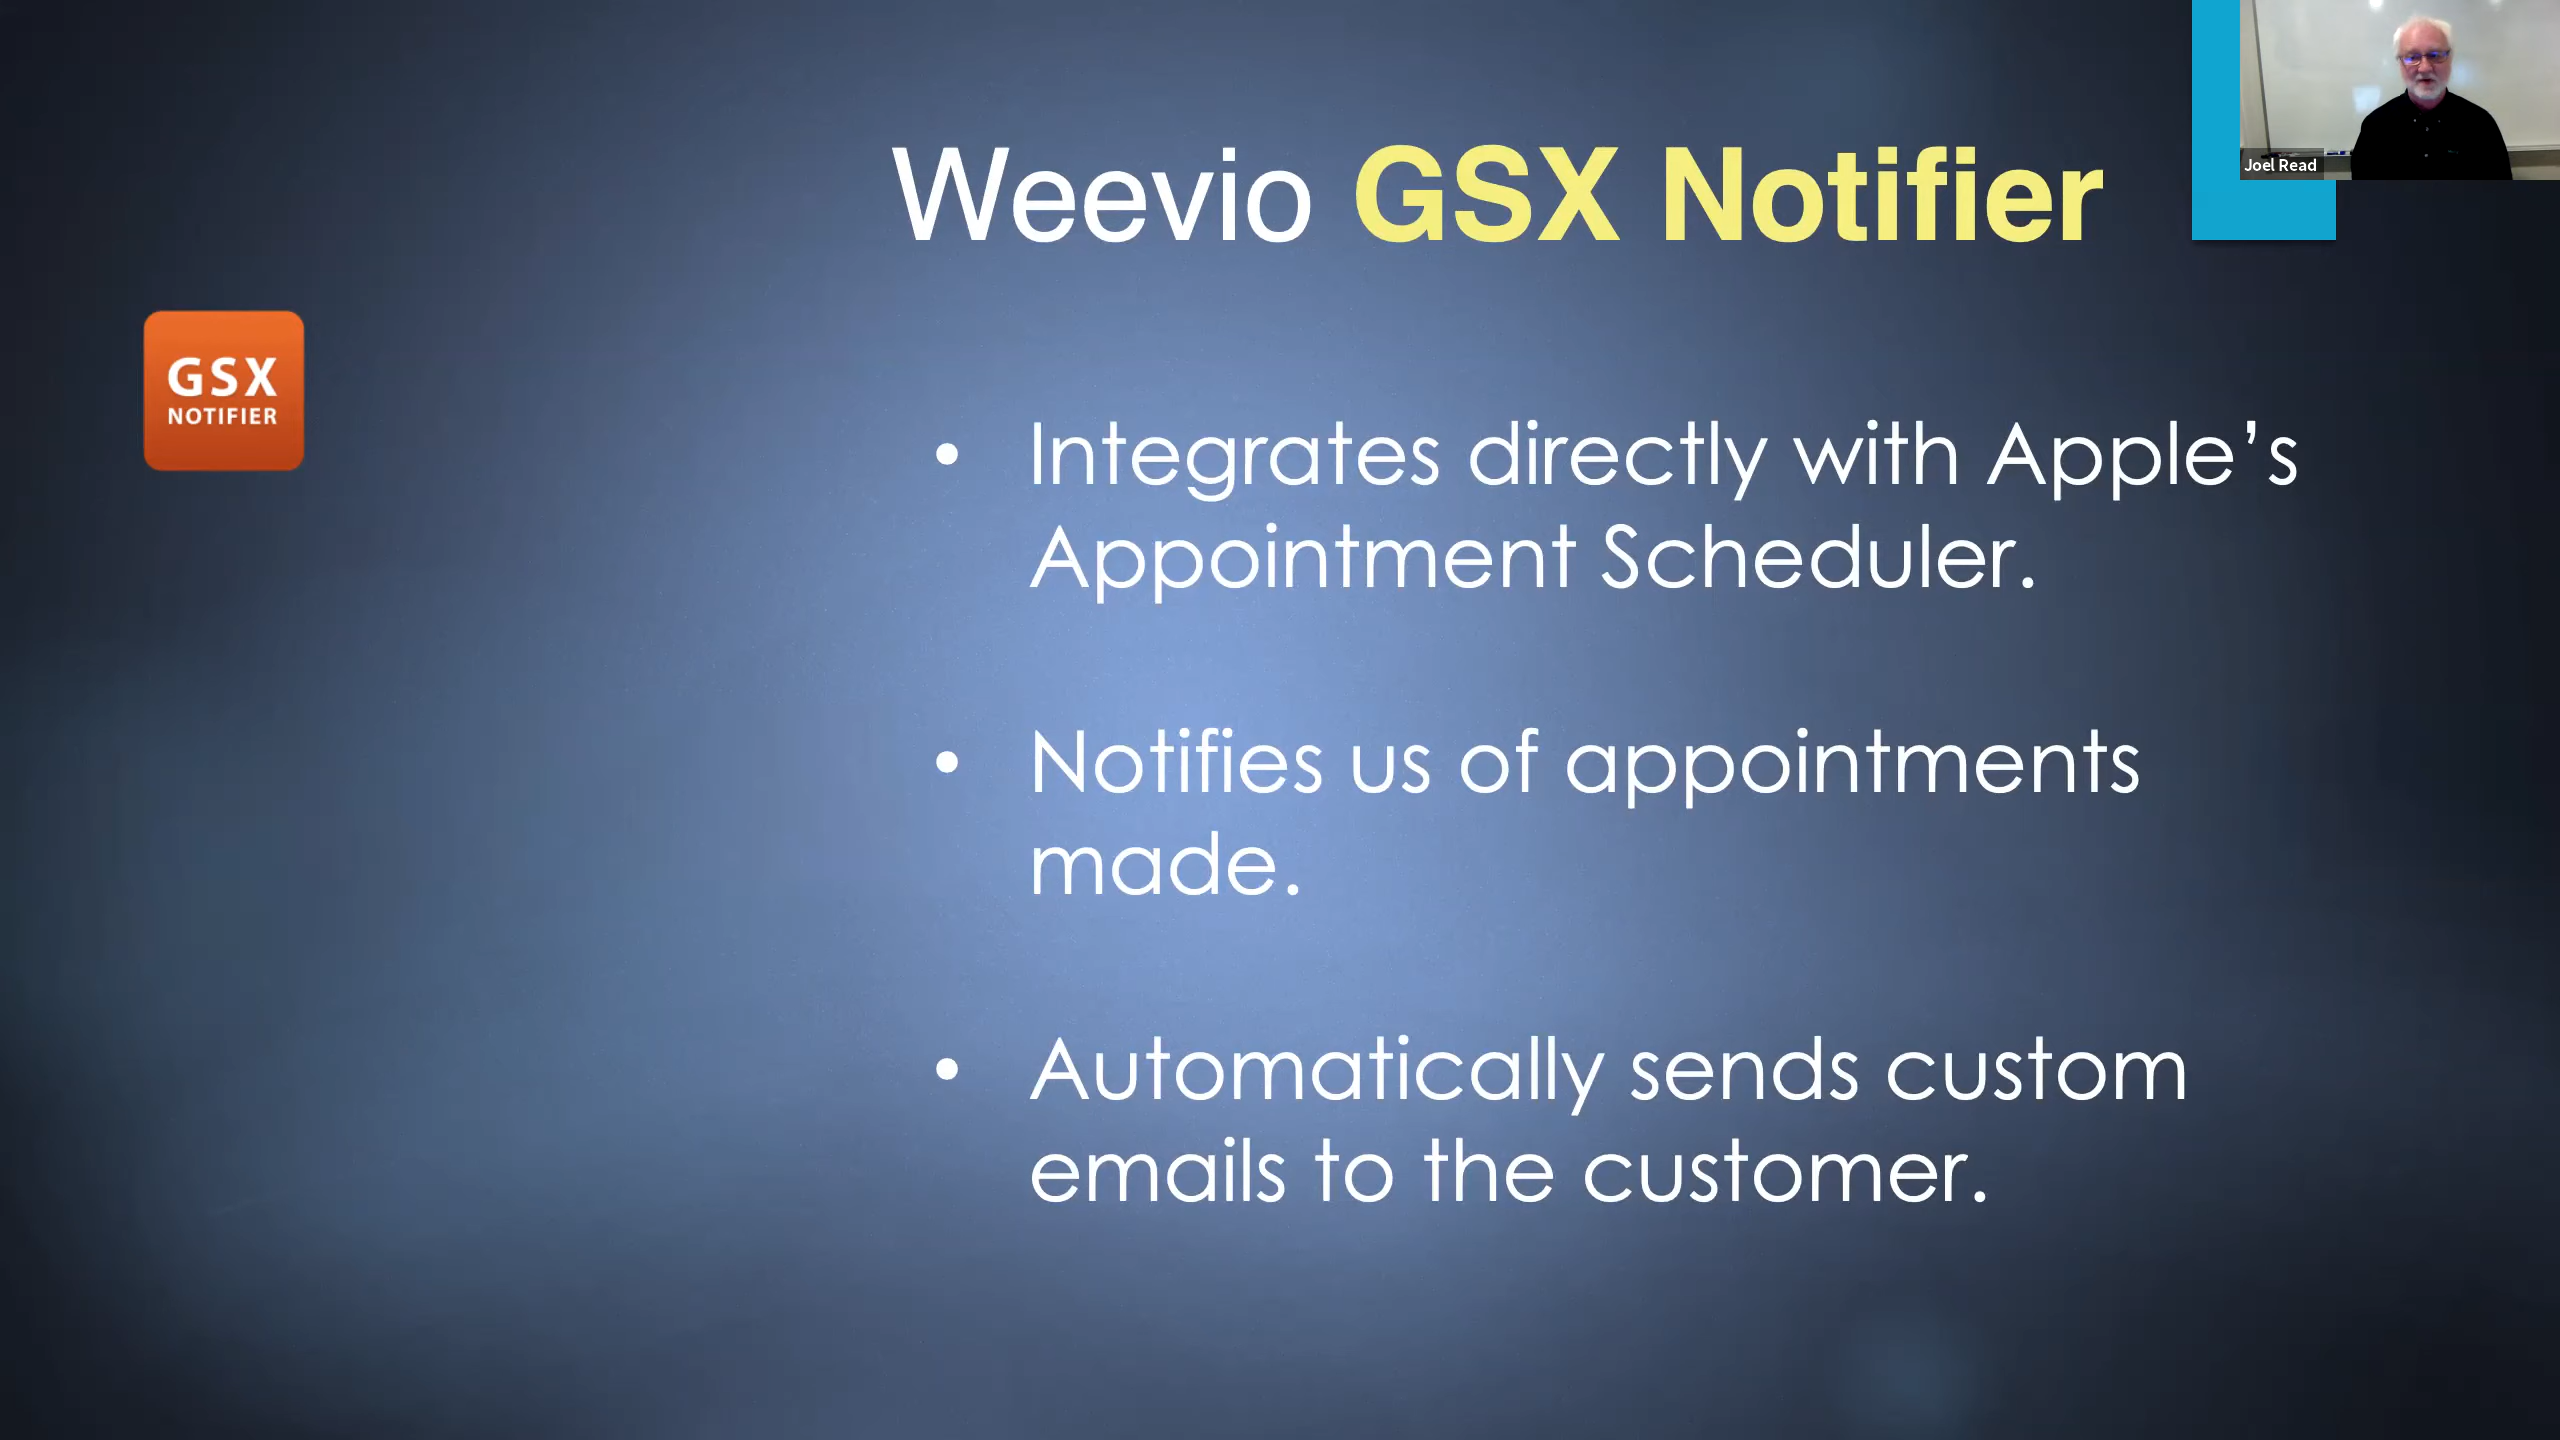 Weevio GSX Notifier
Joel Read
GSX
NOTIFIER
• Integrates directly with Apple’s
Appointment Scheduler.
• Notifies us of appointments
made.
• Automatically sends custom
emails to the customer.